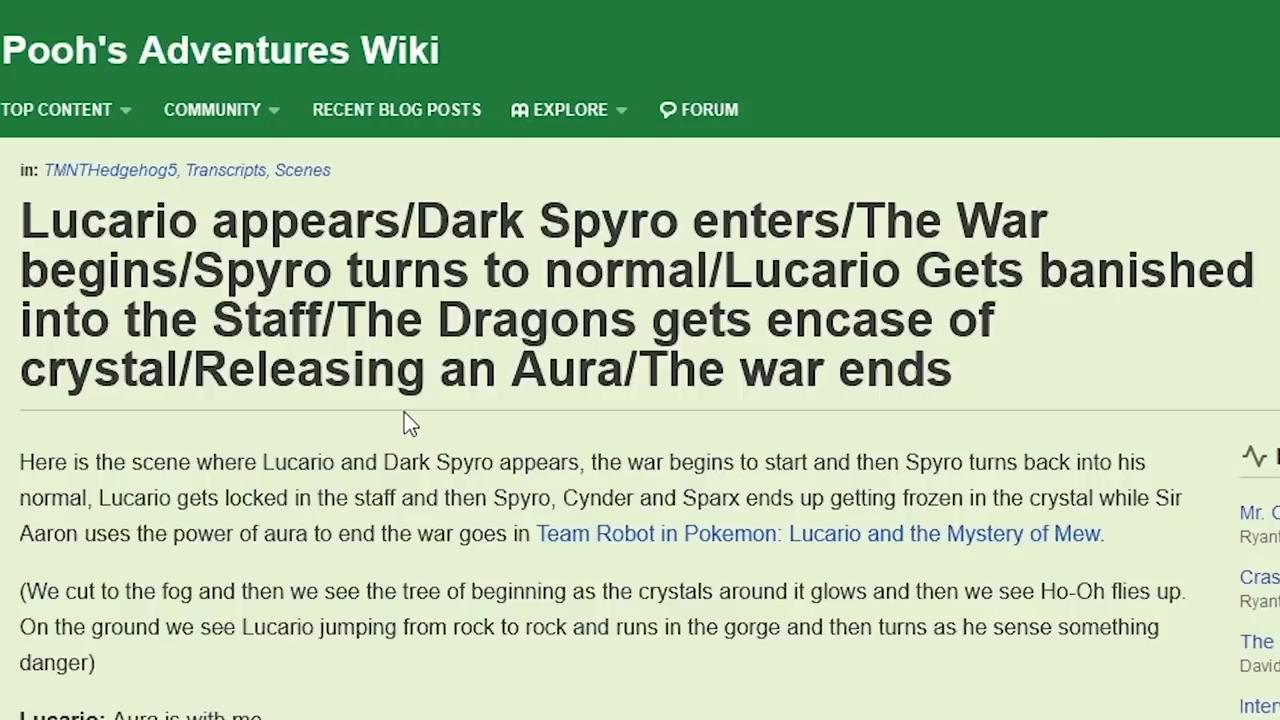 Pooh's Adventures Wiki
TOP CONTENT COMMUNITY RECENT BLOG POSTS EXPLORE FORUM
in: TMNTHedgehog5, Transcripts, Scenes
Lucario appears/Dark Spyro enters/The War
begins/Spyro turns to normal/Lucario Gets banished
into the Staff/The Dragons gets encase of
crystal/Releasing an Aura/The war ends
Here is the scene where Lucario and Dark Spyro appears, the war begins to start and then Spyro turns back into his
normal, Lucario gets locked in the staff and then Spyro, Cynder and Sparx ends up getting frozen in the crystal while Sir
Aaron uses the power of aura to end the war goes in Team Robot in Pokemon: Lucario and the Mystery of Mew.
(We cut to the fog and then we see the tree of beginning as the crystals around it glows and then we see Ho-Oh flies up.
On the ground we see Lucario jumping from rock to rock and runs in the gorge and then turns as he sense something
danger)
Lucario: Aura is with me
Mr.
Ryant
Cras
Ryant
The
David
Inter